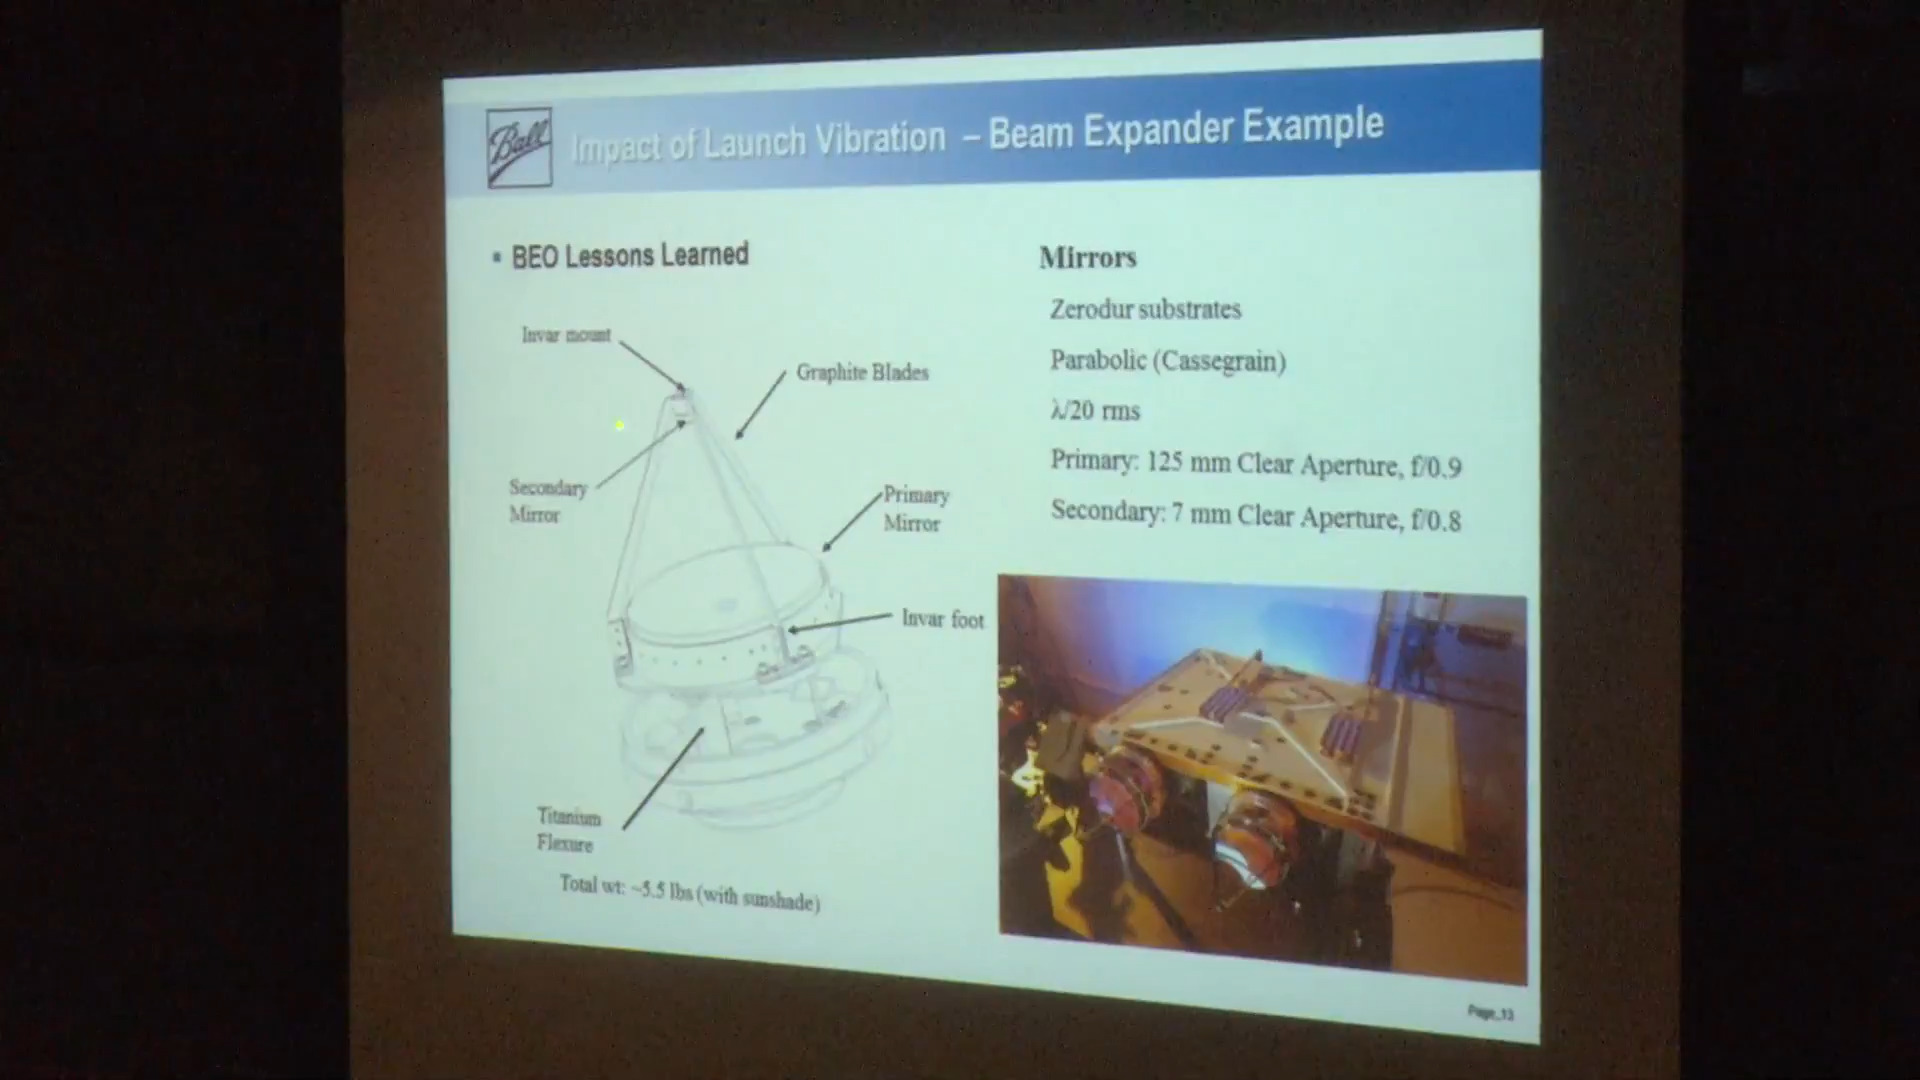 Ball
Impact of Launch Vibration – Beam Expander Example
▪ BEO Lessons Learned
Invar mount
Graphite Blades
Secondary
Mirror
Primary
Mirror
Invar foot
Titanium
Flexure
Total wt: ~5.5 lbs (with sunshade)
Mirrors
Zerodur substrates
Parabolic (Cassegrain)
λ/20 rms
Primary: 125 mm Clear Aperture, f/0.9
Secondary: 7 mm Clear Aperture, f/0.8
Page_13